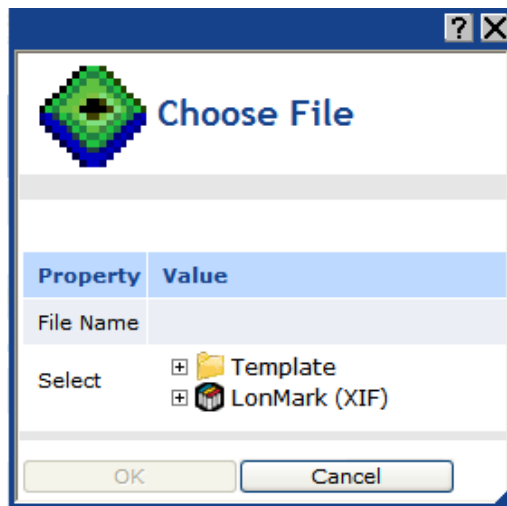 ?
Choose File
Property Value
File Name
Select
Template
LonMark (XIF)
OK Cancel